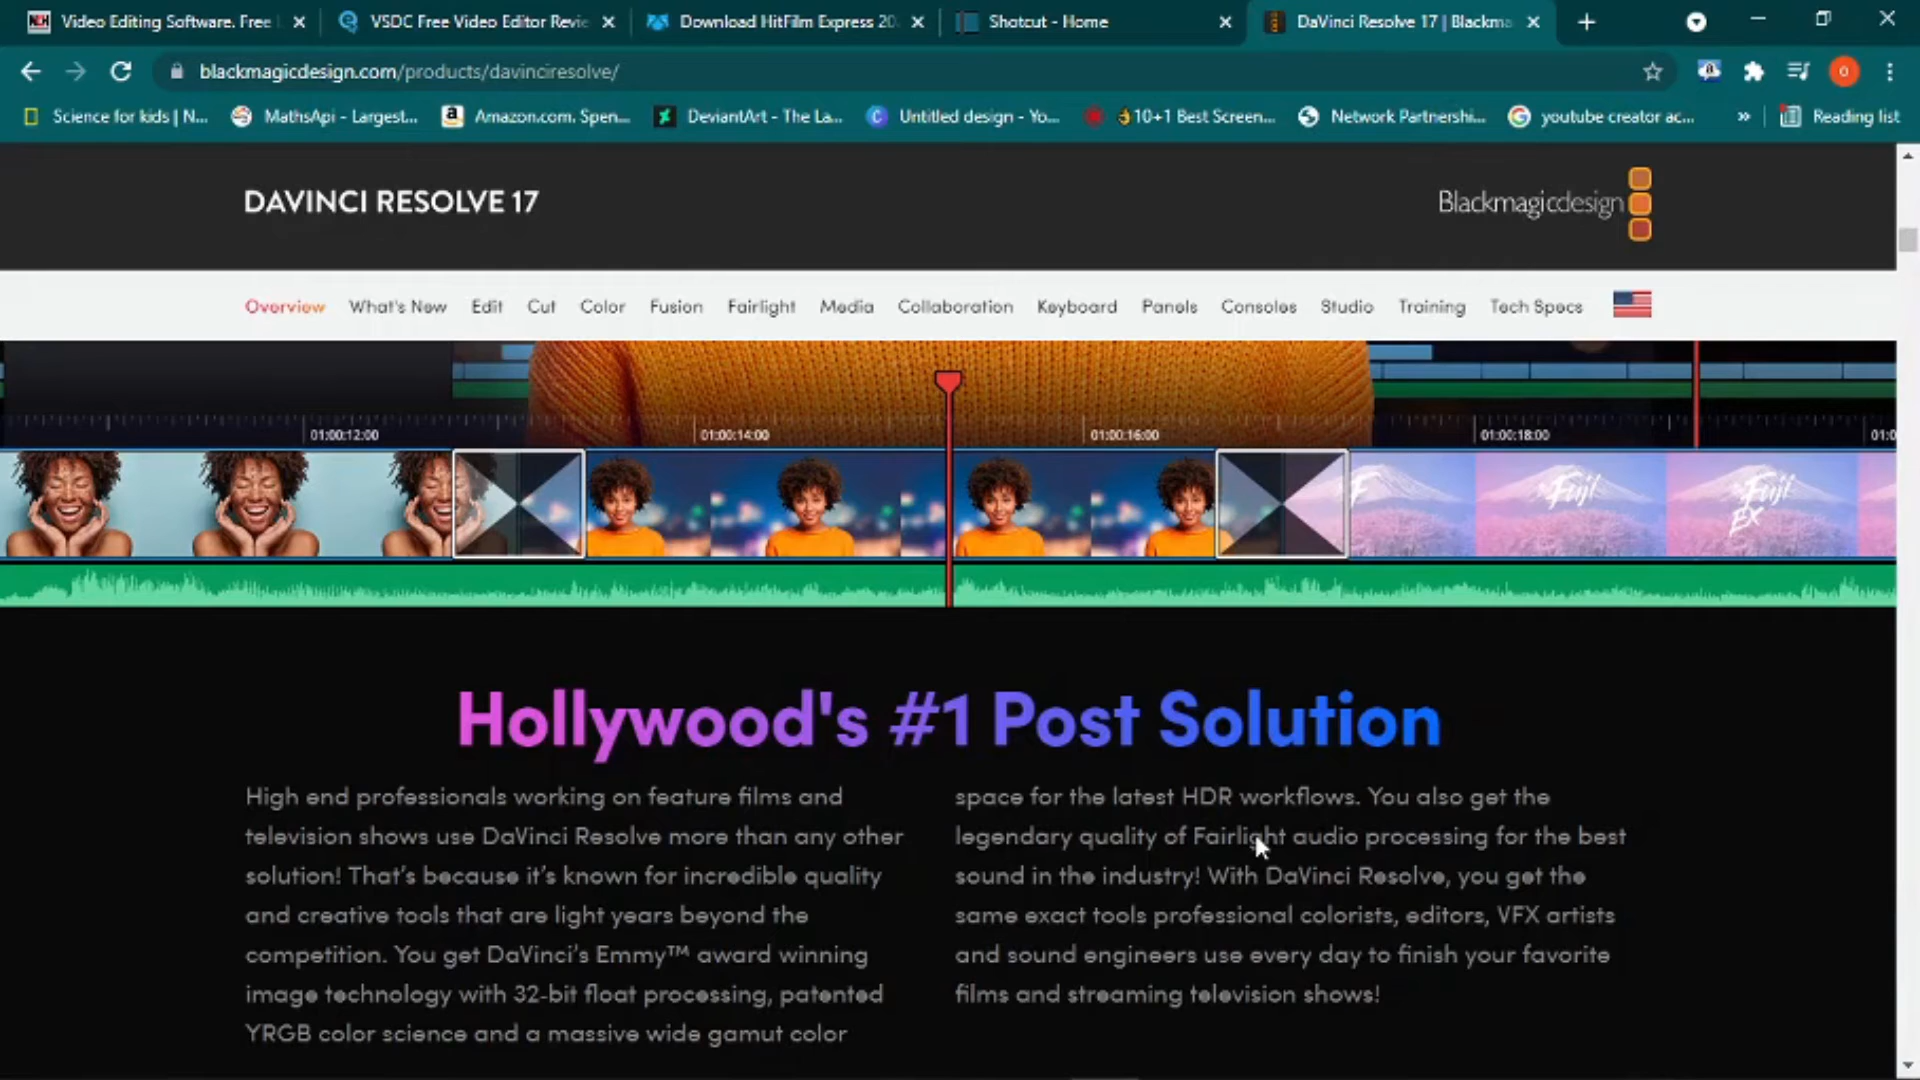 Video Editing Software. Free
VSDC Free Video Editor Revie
Download HitFilm Express 20
Shotcut - Home
DaVinci Resolve 17 | Blackma
blackmagicdesign.com/products/davinciresolve/
Science for kids | N...
MathsApi - Largest...
Amazon.com. Spen...
DeviantArt - The La...
Untitled design - Yo...
10+1 Best Screen...
Network Partnershi...
youtube creator ac...
Reading list
DAVINCI RESOLVE 17
Blackmagicdesign
Overview What's New Edit Cut Color Fusion Fairlight Media Collaboration Keyboard Panels Consoles Studio Training Tech Specs
01:00:12:00 01:00:14:00 01:00:16:00 01:00:18:00 01:0
Fuji
Fuji
EX
Hollywood's #1 Post Solution
High end professionals working on feature films and
television shows use DaVinci Resolve more than any other
solution! That's because it's known for incredible quality
and creative tools that are light years beyond the
competition. You get DaVinci's Emmy™ award winning
image technology with 32-bit float processing, patented
YRGB color science and a massive wide gamut color
space for the latest HDR workflows. You also get the
legendary quality of Fairlight audio processing for the best
sound in the industry! With DaVinci Resolve, you get the
same exact tools professional colorists, editors, VFX artists
and sound engineers use every day to finish your favorite
films and streaming television shows!